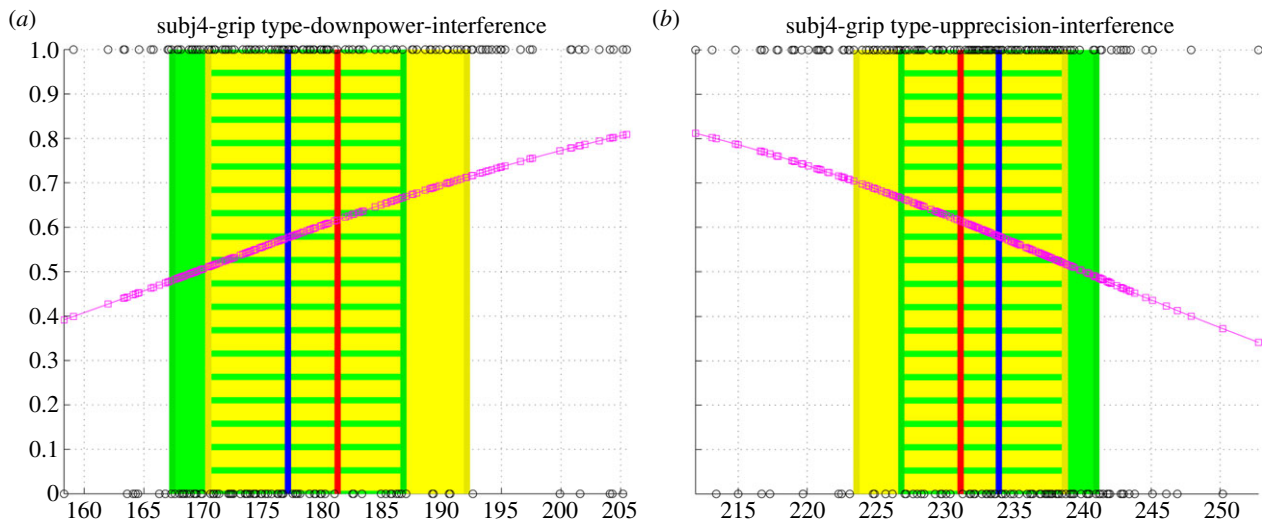 (a)
subj4-grip type-downpower-interference
1.0
0.9
0.8
0.7
0.6
0.5
0.4
0.3
0.2
0.1
0
160 165 170 175 180 185 190 195 200 205
(b)
subj4-grip type-upprecision-interference
215 220 225 230 235 240 245 250